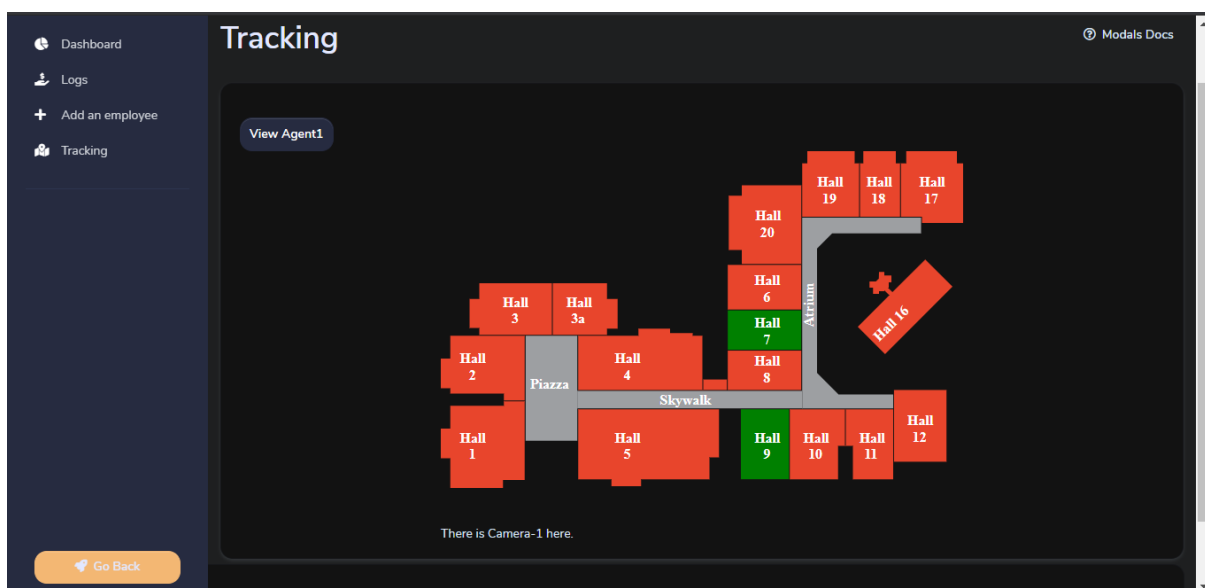 Dashboard
Logs
Add an employee
Tracking
Go Back
Tracking
Modals Docs
View Agent1
Hall
19
Hall
18
Hall
17
Hall
20
Hall
6
Hall
7
Hall
8
Atrium
Hall 16
Hall
3
Hall
3a
Hall
2
Piazza
Hall
4
Skywalk
Hall
1
Hall
5
Hall
9
Hall
10
Hall
11
Hall
12
There is Camera-1 here.